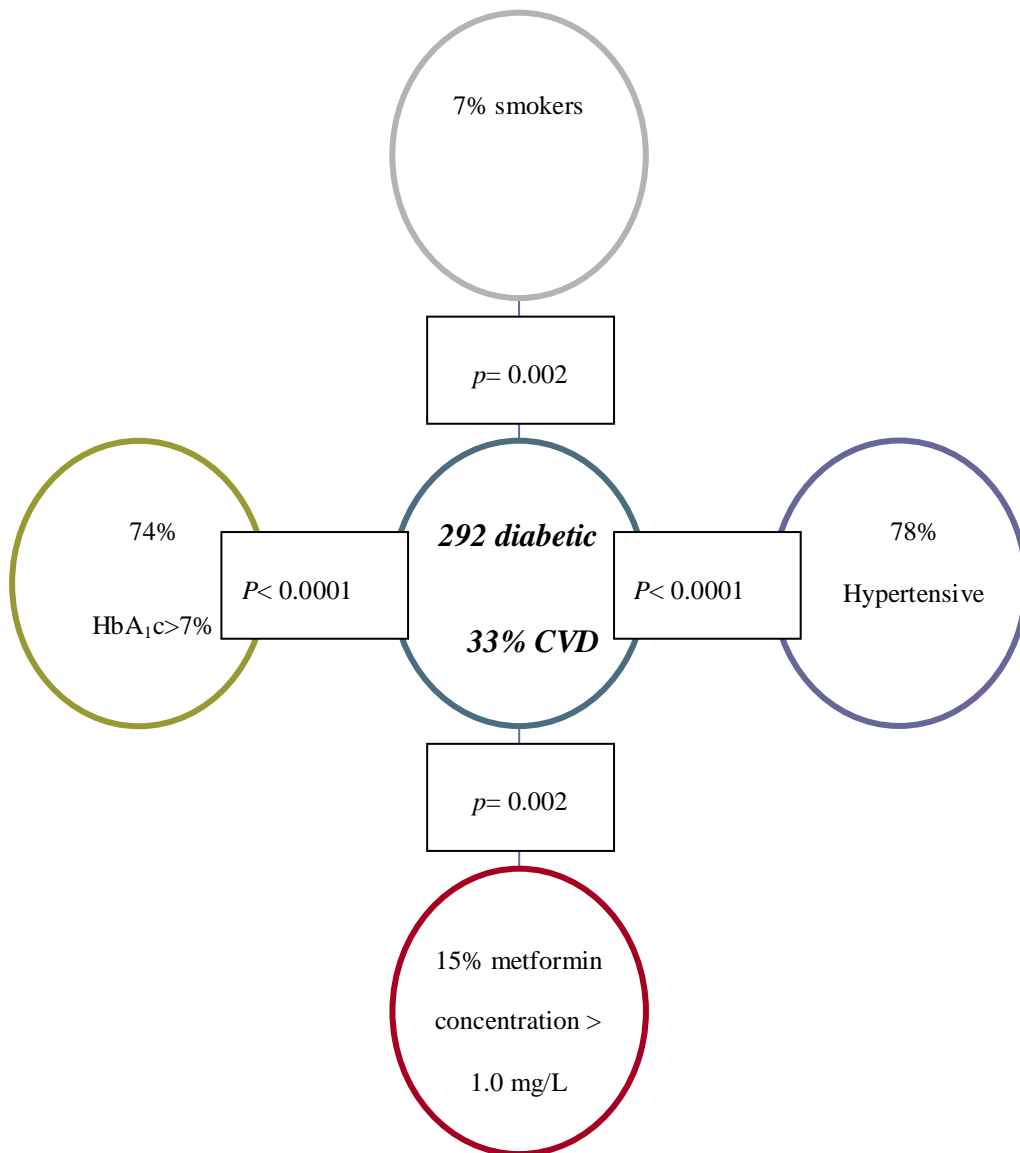 7% smokers
p= 0.002
74%
HbA₁c>7%
P< 0.0001
292 diabetic
33% CVD
P< 0.0001
78%
Hypertensive
p= 0.002
15% metformin
concentration >
1.0 mg/L